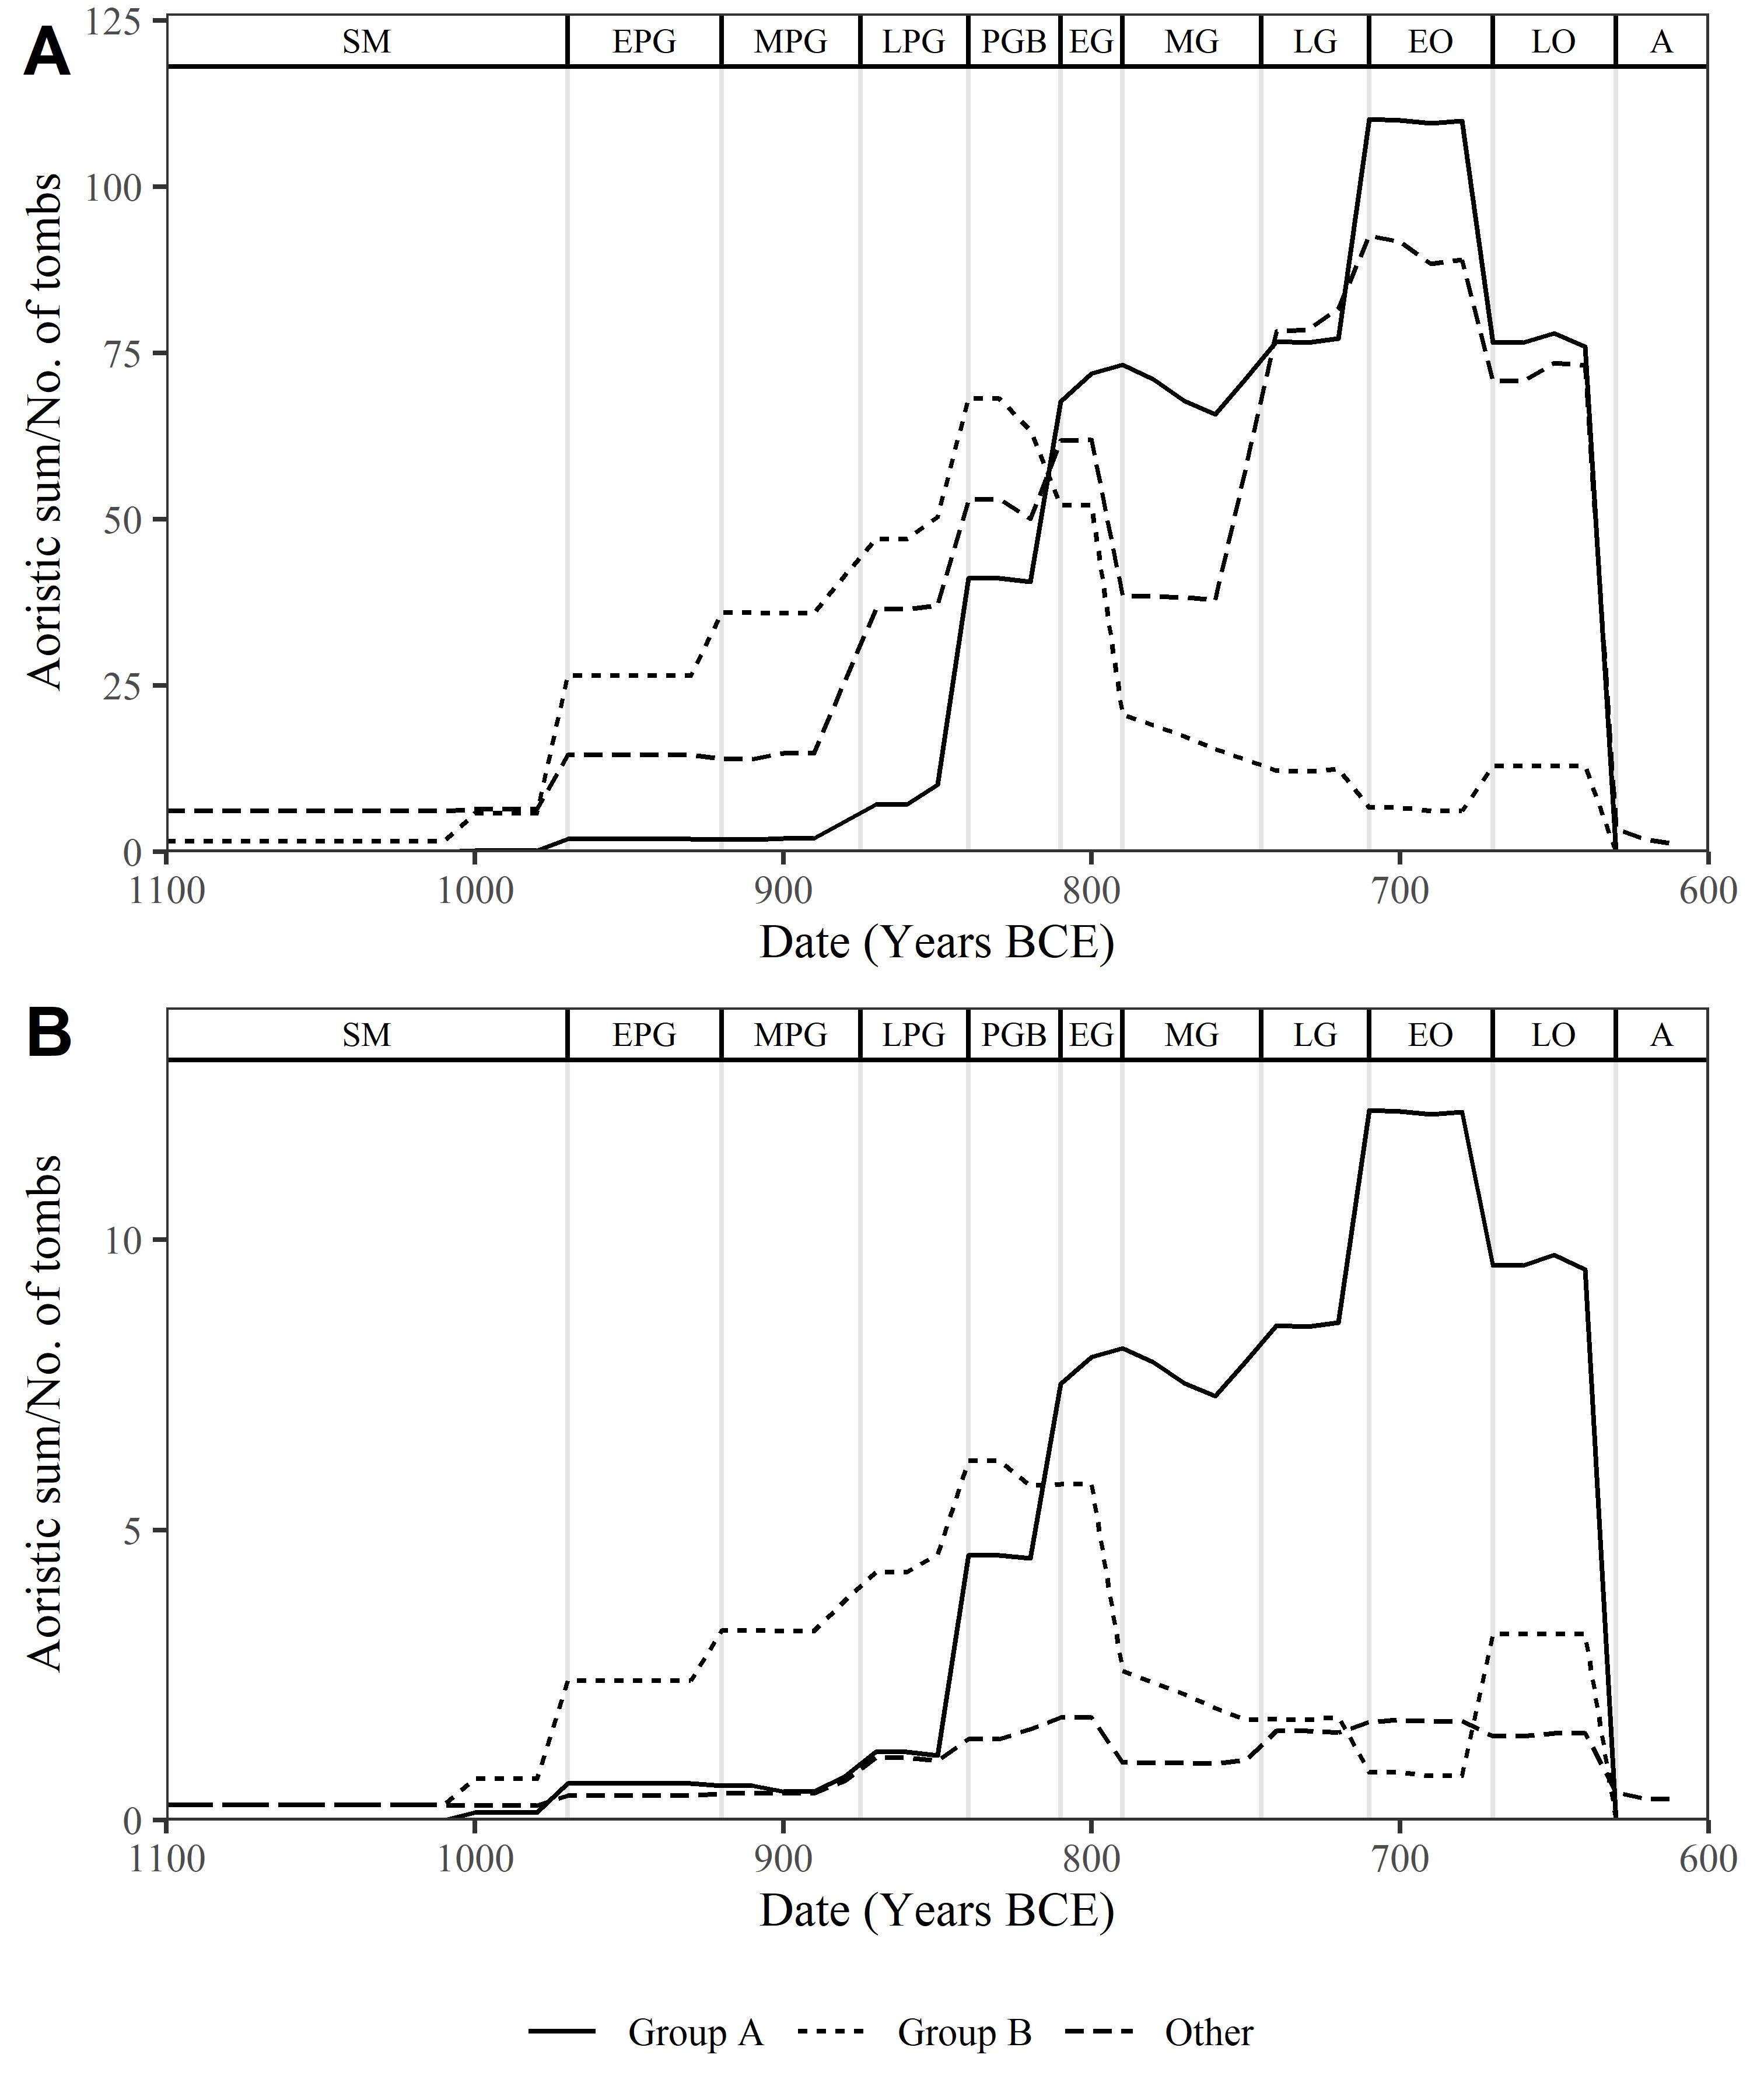 A
SM EPG MPG LPG PGB EG MG LG EO LO A
125
100
75
50
25
0
Aoristic sum/No. of tombs
1100 1000 900 800 700 600
Date (Years BCE)
B
SM EPG MPG LPG PGB EG MG LG EO LO A
10
5
0
Aoristic sum/No. of tombs
1100 1000 900 800 700 600
Date (Years BCE)
Group A Group B Other